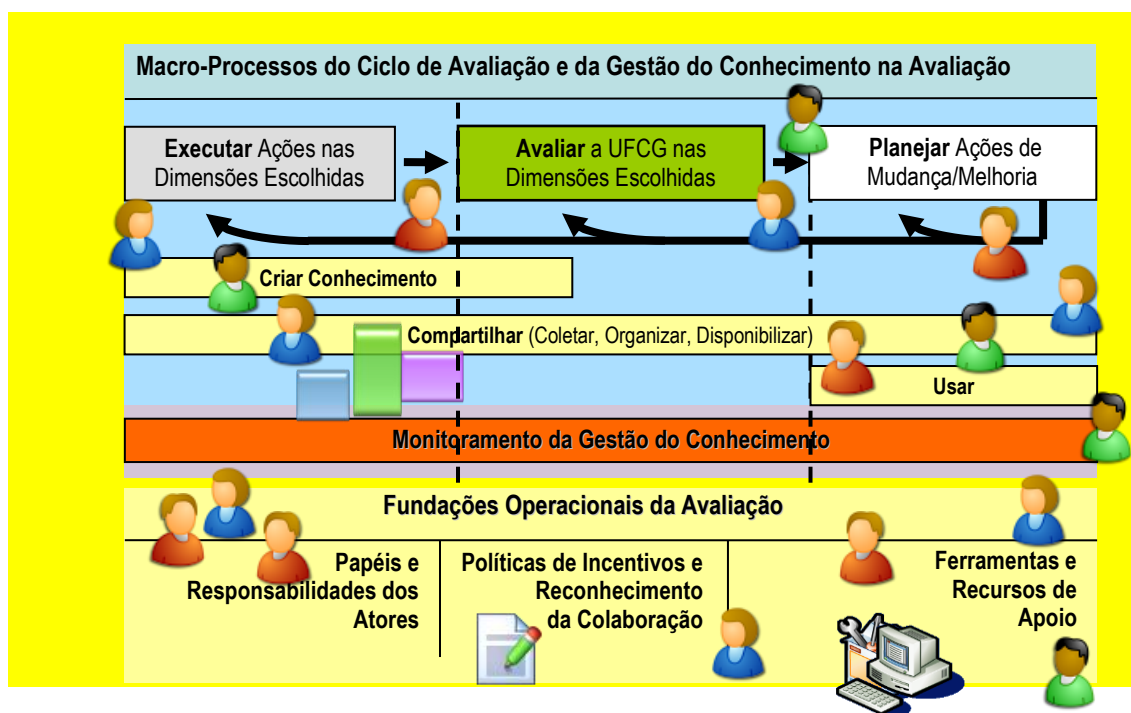 Macro-Processos do Ciclo de Avaliação e da Gestão do Conhecimento na Avaliação
Executar Ações nas
Dimensões Escolhidas
Avaliar a UFCG nas
Dimensões Escolhidas
Planejar Ações de
Mudança/Melhoria
Criar Conhecimento
Compartilhar (Coletar, Organizar, Disponibilizar)
Usar
Monitoramento da Gestão do Conhecimento
Fundações Operacionais da Avaliação
Papéis e
Responsabilidades dos
Atores
Políticas de Incentivos e
Reconhecimento
da Colaboração
Ferramentas e
Recursos de
Apoio